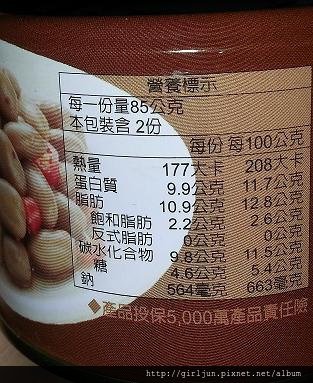 營養標示
每一份量85公克
本包裝含 2份
每份 每100公克
熱量 177大卡 208大卡
蛋白質 9.9公克 11.7公克
脂肪 10.9公克 12.8公克
飽和脂肪 2.2公克 2.6公克
反式脂肪 0公克 0公克
碳水化合物 9.8公克 11.5公克
糖 4.6公克 5.4公克
鈉 564毫克 663毫克
◆產品投保5,000萬產品責任險
http://girljun.pixnet.net/album